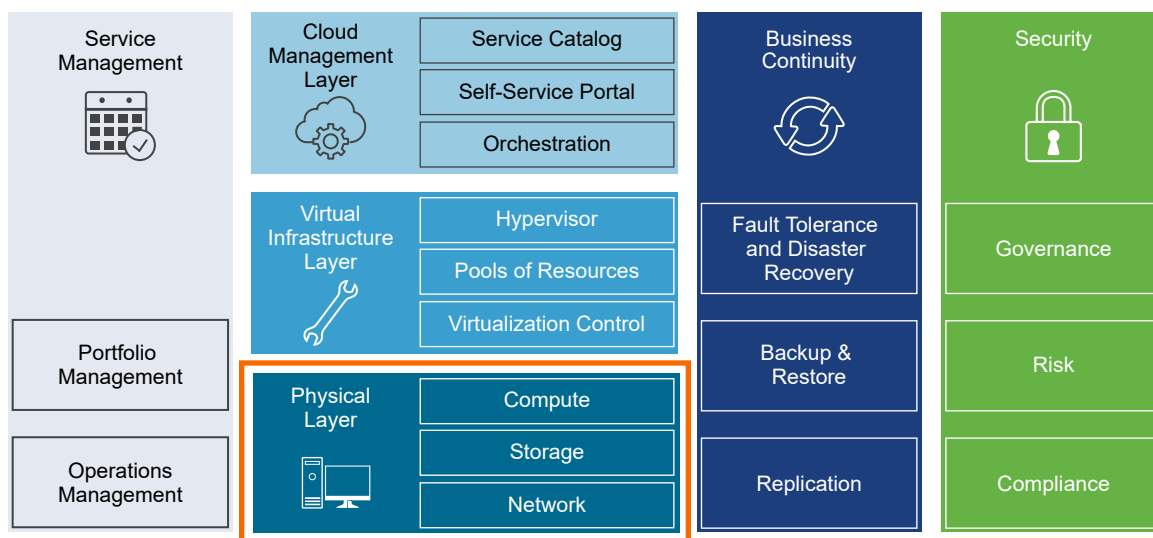 Service
Management
Portfolio
Management
Operations
Management
Cloud
Management
Layer
Service Catalog
Self-Service Portal
Orchestration
Virtual
Infrastructure
Layer
Hypervisor
Pools of Resources
Virtualization Control
Physical
Layer
Compute
Storage
Network
Business
Continuity
Fault Tolerance
and Disaster
Recovery
Backup &
Restore
Replication
Security
Governance
Risk
Compliance